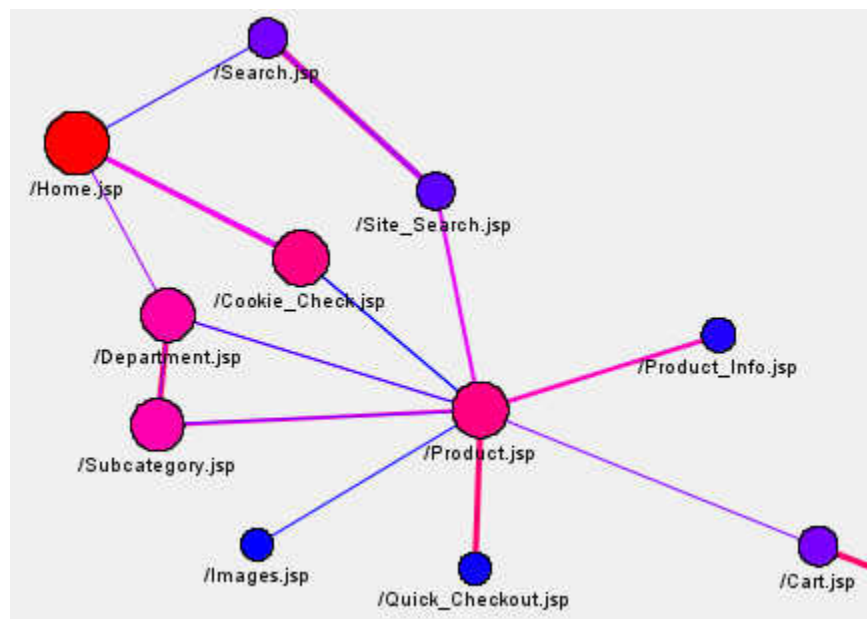 /Search.jsp
/Home.jsp
/Site_Search.jsp
/Cookie_Check.jsp
/Department.jsp
/Product_Info.jsp
/Product.jsp
/Subcategory.jsp
/Images.jsp
/Cart.jsp
/Quick_Checkout.jsp